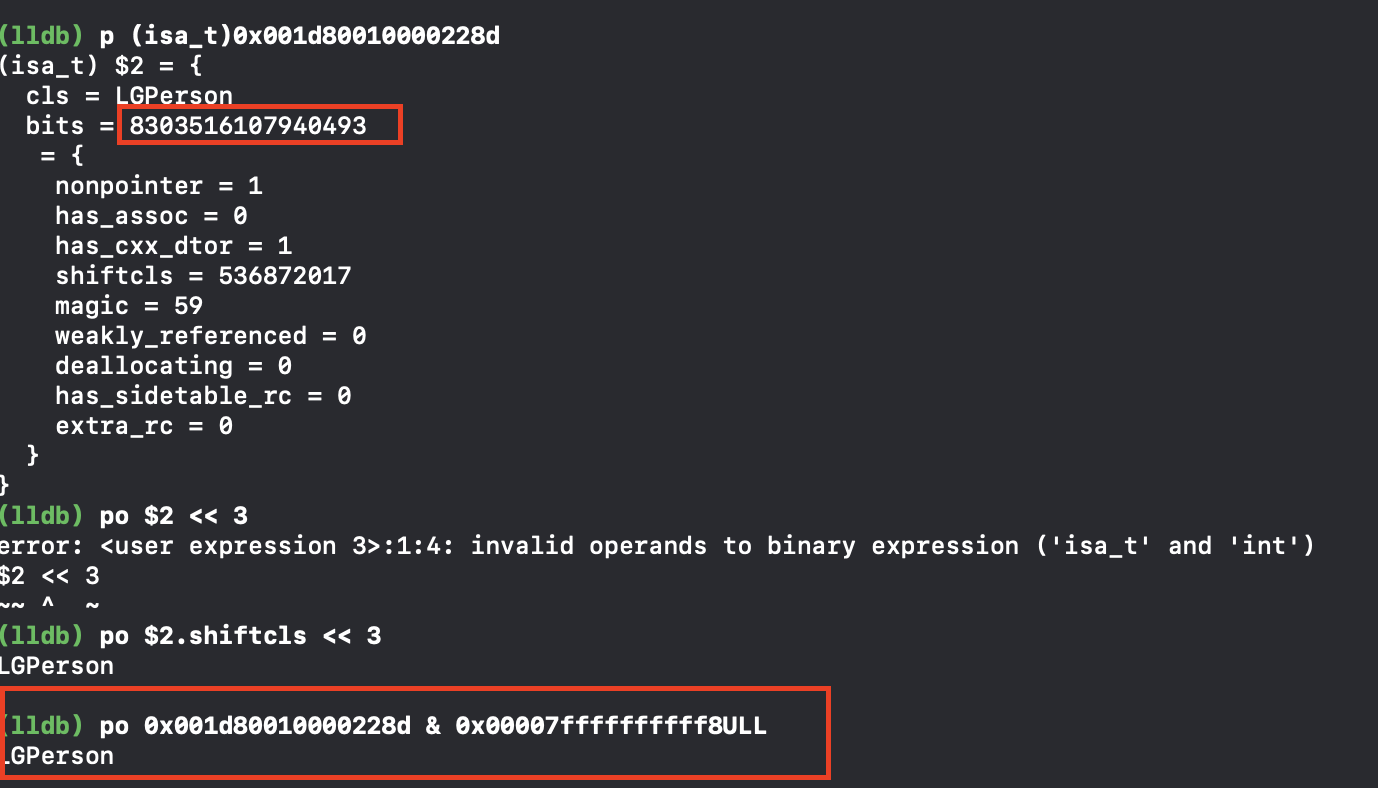 (lldb) p (isa_t)0x001d80010000228d
(isa_t) $2 = {
  cls = LGPerson
  bits = 8303516107940493
   = {
    nonpointer = 1
    has_assoc = 0
    has_cxx_dtor = 1
    shiftcls = 536872017
    magic = 59
    weakly_referenced = 0
    deallocating = 0
    has_sidetable_rc = 0
    extra_rc = 0
  }
}
(lldb) po $2 << 3
error: <user expression 3>:1:4: invalid operands to binary expression ('isa_t' and 'int')
$2 << 3
~~ ^  ~
(lldb) po $2.shiftcls << 3
LGPerson
(lldb) po 0x001d80010000228d & 0x00007ffffffffff8ULL
LGPerson